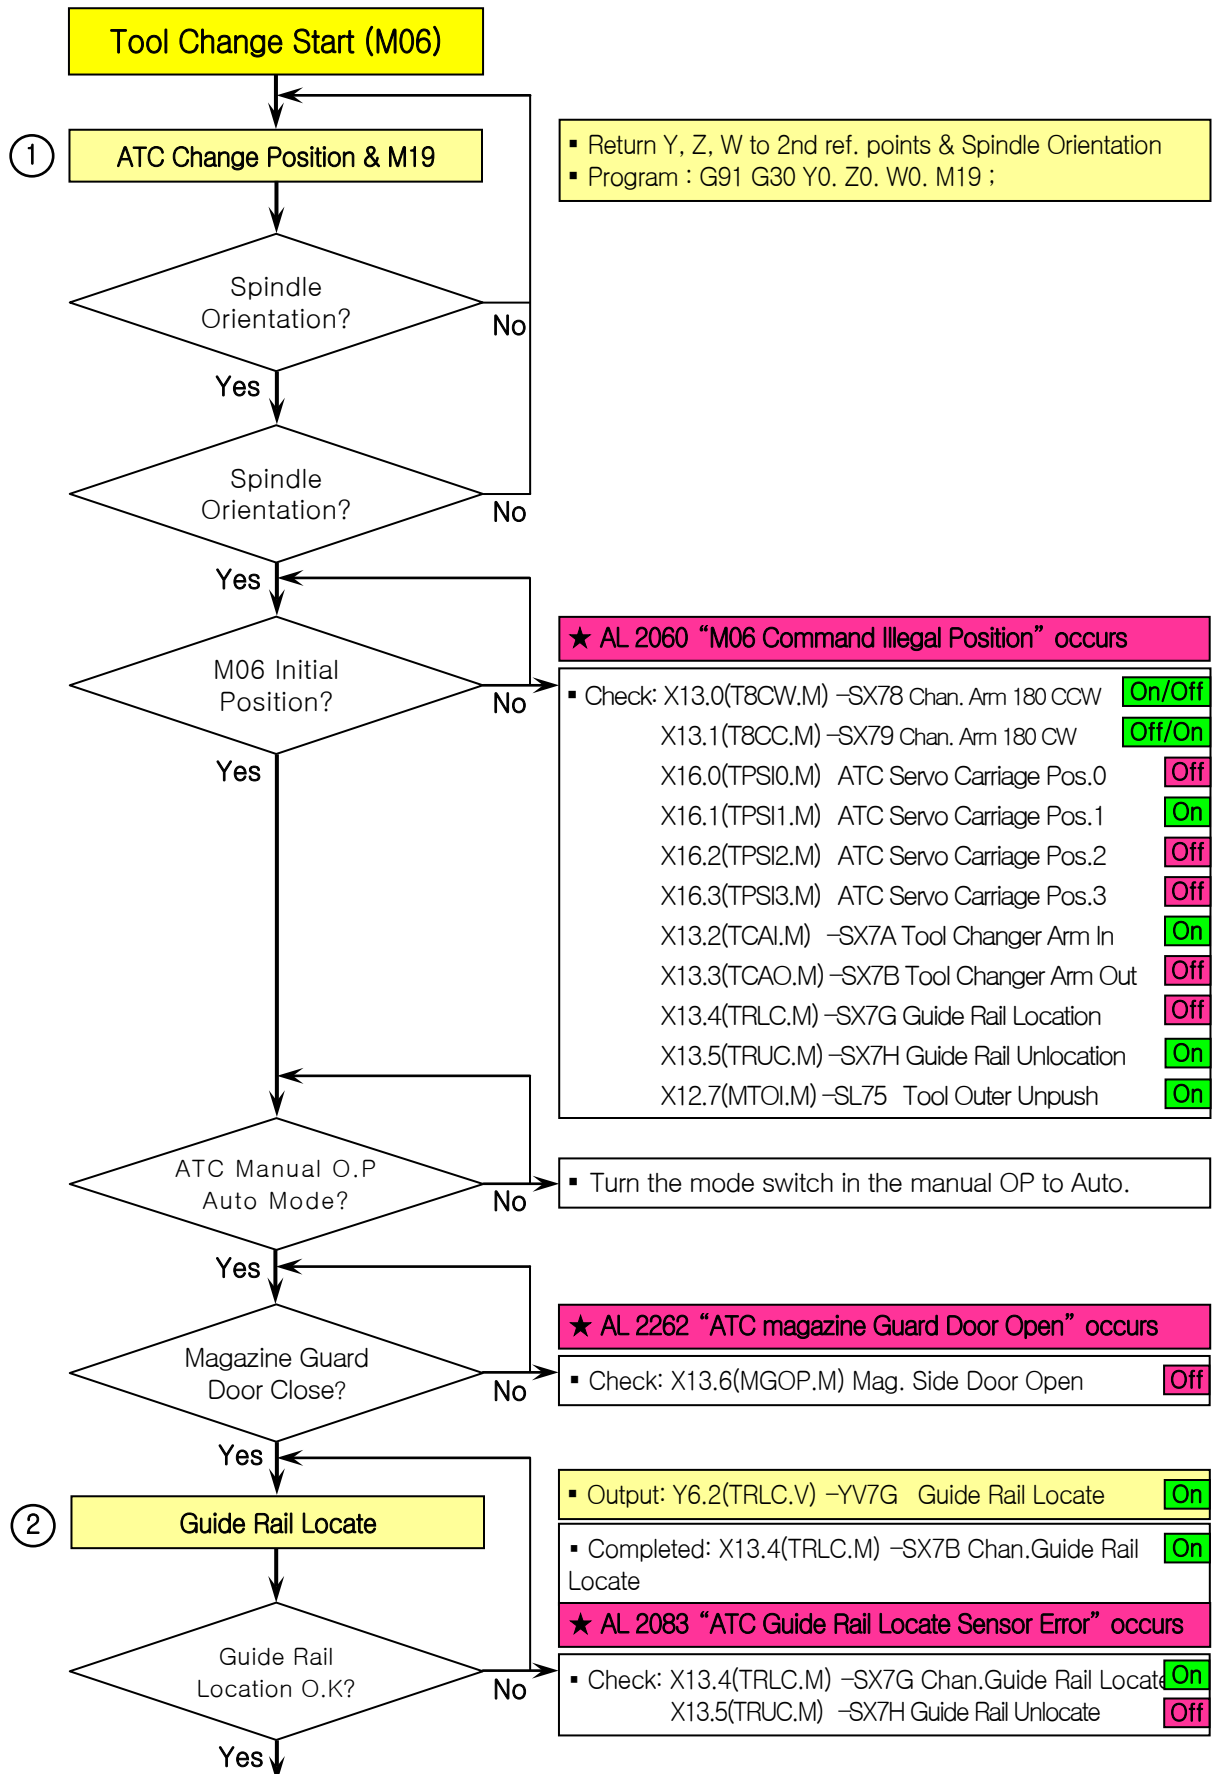 Tool Change Start (M06)
1
ATC Change Position & M19
▪ Return Y, Z, W to 2nd ref. points & Spindle Orientation
▪ Program : G91 G30 Y0. Z0. W0. M19 ;
Spindle
Orientation?
No
Yes
Spindle
Orientation?
No
Yes
M06 Initial
Position?
No
Yes
★ AL 2060 “M06 Command Illegal Position” occurs
▪ Check: X13.0(T8CW.M) -SX78 Chan. Arm 180 CCW On/Off
X13.1(T8CC.M) -SX79 Chan. Arm 180 CW Off/On
X16.0(TPSI0.M) ATC Servo Carriage Pos.0 Off
X16.1(TPSI1.M) ATC Servo Carriage Pos.1 On
X16.2(TPSI2.M) ATC Servo Carriage Pos.2 Off
X16.3(TPSI3.M) ATC Servo Carriage Pos.3 Off
X13.2(TCAI.M) -SX7A Tool Changer Arm In On
X13.3(TCAO.M) -SX7B Tool Changer Arm Out Off
X13.4(TRLC.M) -SX7G Guide Rail Location Off
X13.5(TRUC.M) -SX7H Guide Rail Unlocation On
X12.7(MTOI.M) -SL75 Tool Outer Unpush On
ATC Manual O.P
Auto Mode?
No
Yes
▪ Turn the mode switch in the manual OP to Auto.
Magazine Guard
Door Close?
No
Yes
★ AL 2262 “ATC magazine Guard Door Open” occurs
▪ Check: X13.6(MGOP.M) Mag. Side Door Open Off
2
Guide Rail Locate
▪ Output: Y6.2(TRLC.V) -YV7G Guide Rail Locate On
▪ Completed: X13.4(TRLC.M) -SX7B Chan.Guide Rail On
Locate
Guide Rail
Location O.K?
No
Yes
★ AL 2083 “ATC Guide Rail Locate Sensor Error” occurs
▪ Check: X13.4(TRLC.M) -SX7G Chan.Guide Rail Locate On
X13.5(TRUC.M) -SX7H Guide Rail Unlocate Off